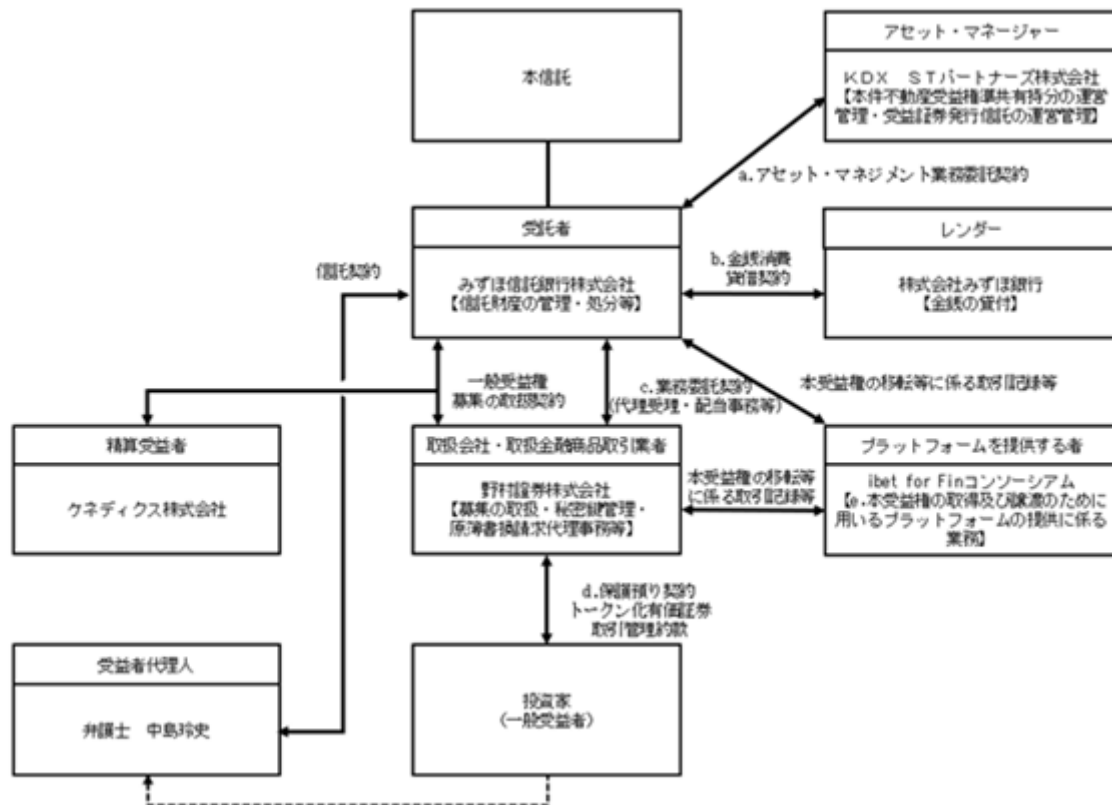 本信託
アセット・マネージャー
KDX STパートナーズ株式会社
【本件不動産受益権準共有持分の運営
管理・受益証券発行信託の運営管理】
a.アセット・マネジメント業務委託契約
受託者
みずほ信託銀行株式会社
【信託財産の管理・処分等】
信託契約
b.金銭消費
貸借契約
レンダー
株式会社みずほ銀行
【金銭の貸付】
一般受益権
募集の取扱契約
c.業務委託契約
(代理受理・配当事務等)
本受益権の移転等に係る取引記録等
精算受益者
ケネディクス株式会社
取扱会社・取扱金融商品取引業者
野村證券株式会社
【募集の取扱・秘密鍵管理・
原簿書換請求代理事務等】
本受益権の移転等
に係る取引記録等
プラットフォームを提供する者
ibet for Finコンソーシアム
【e.本受益権の取得及び譲渡のために
用いるプラットフォームの提供に係る
業務】
d.保護預り契約
トークン化有価証券
取引管理約款
受益者代理人
弁護士 中島玲史
投資家
(一般受益者)